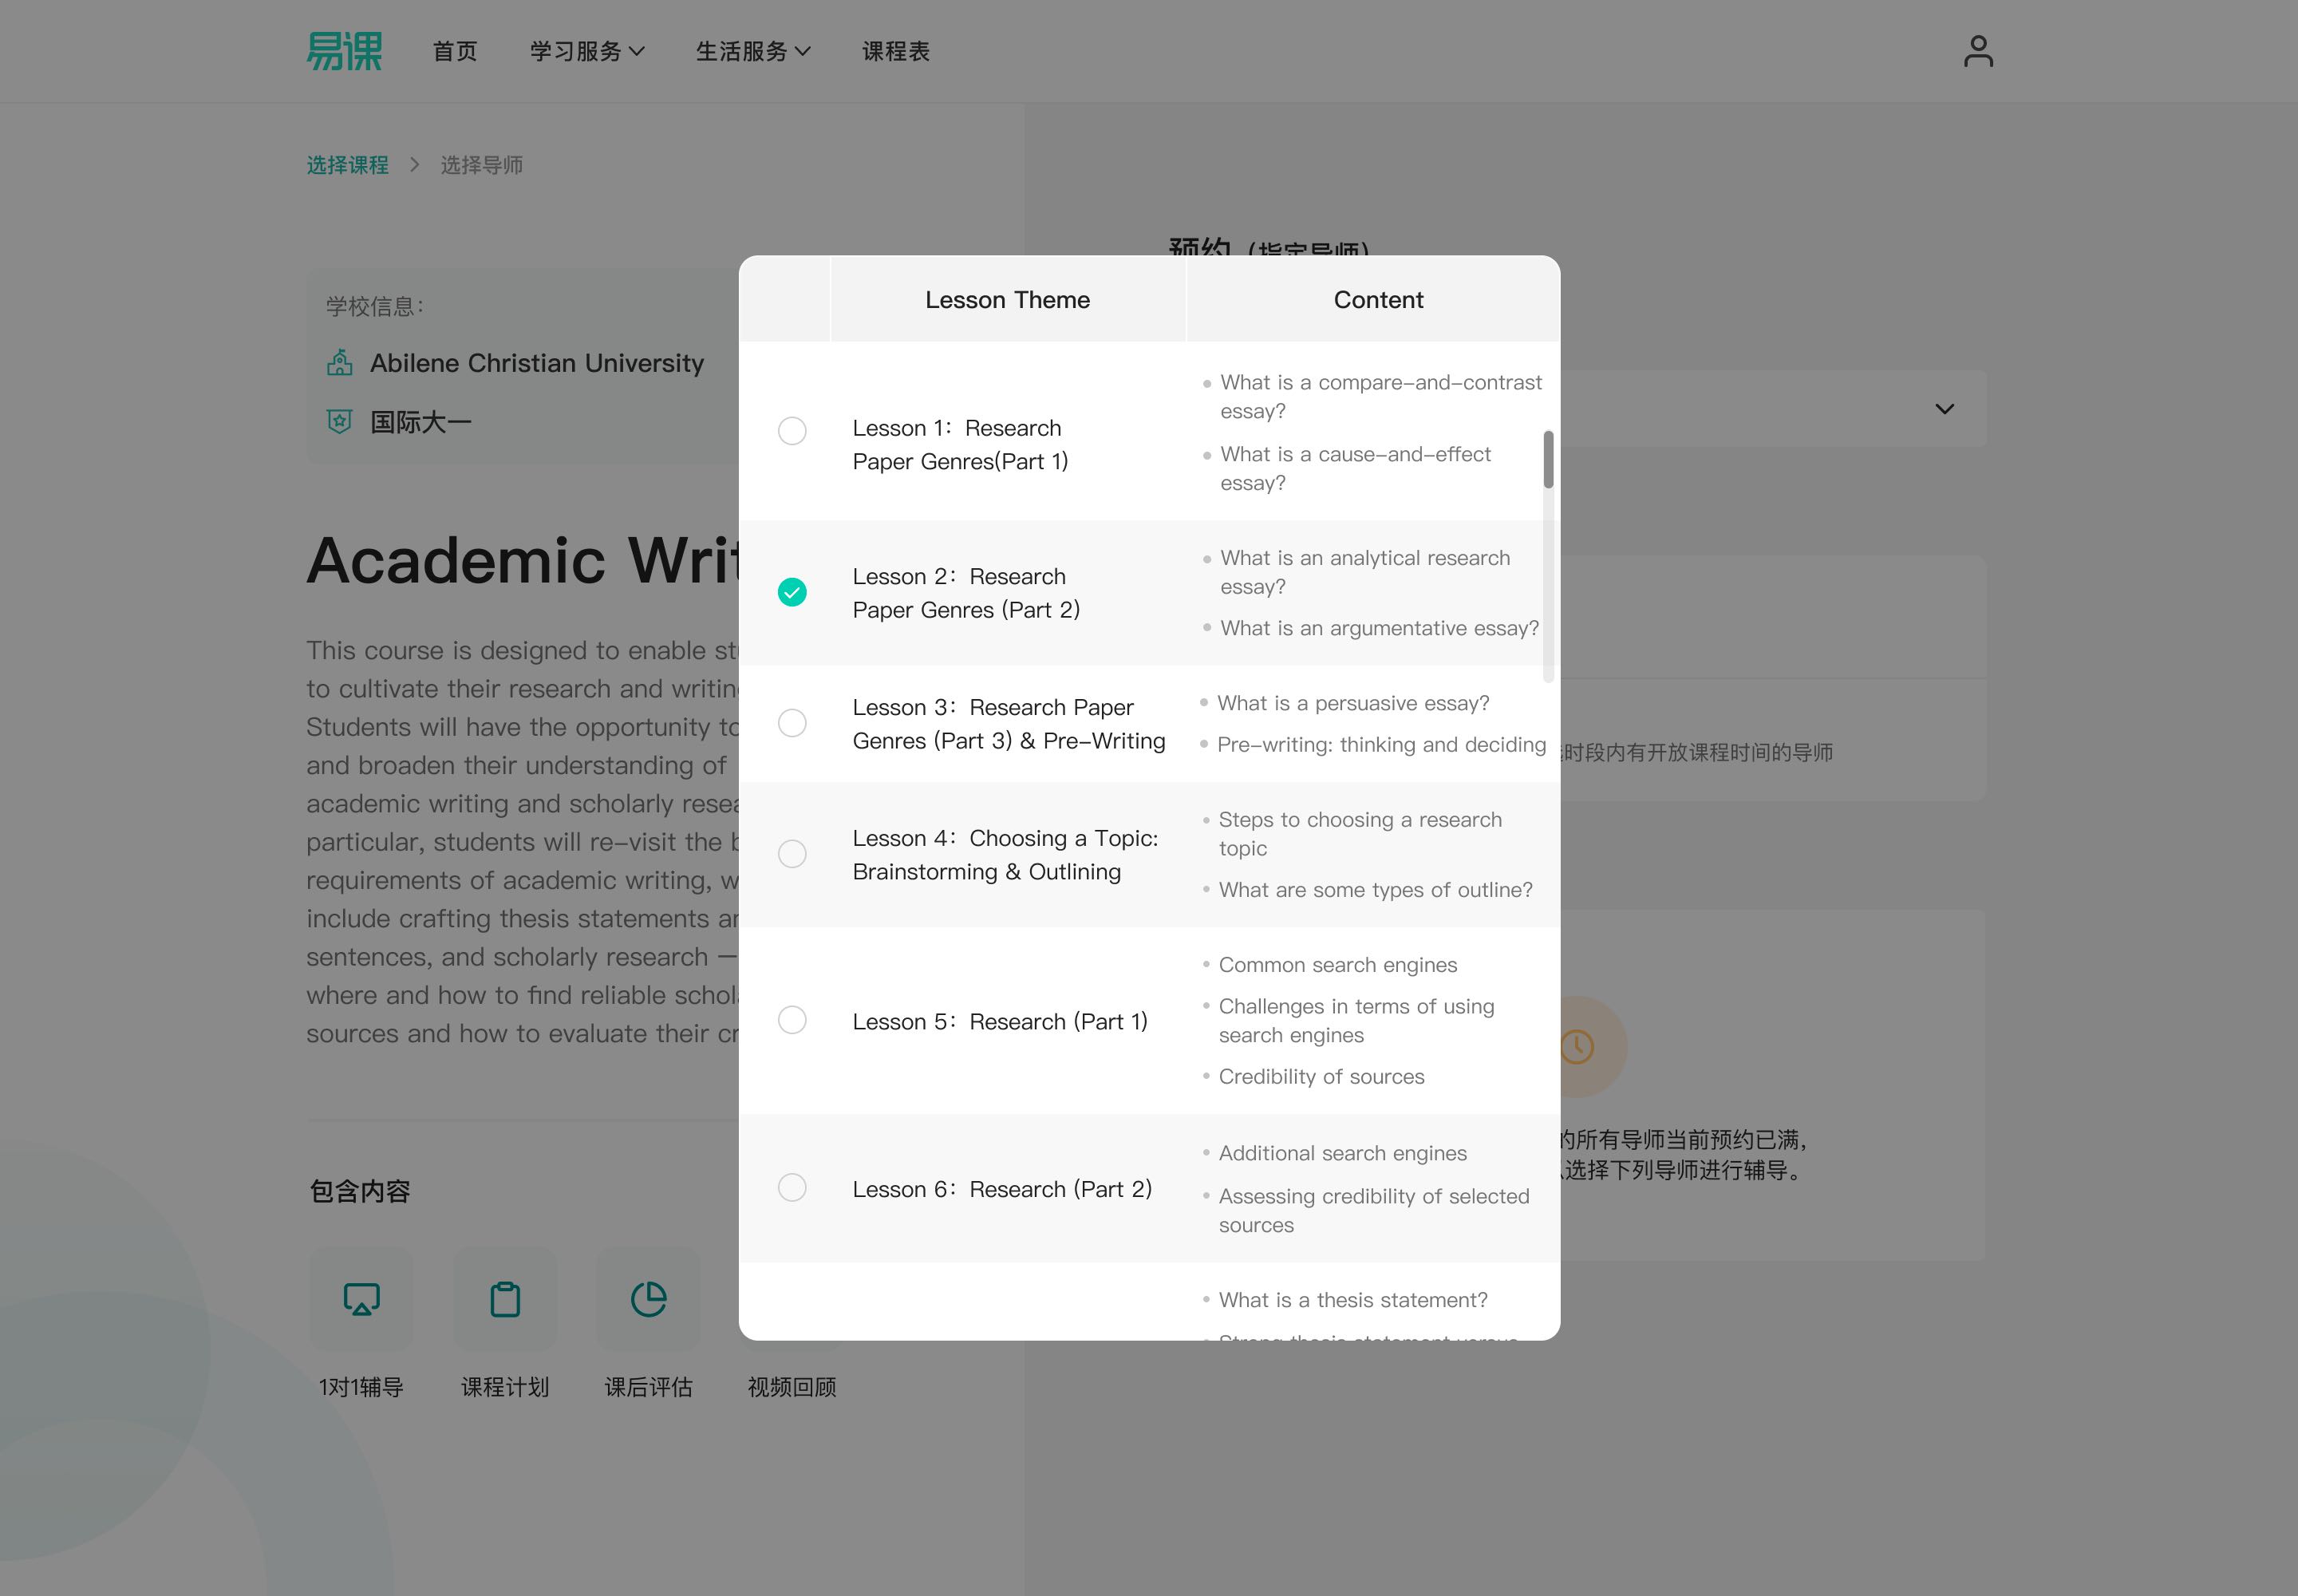 易课
首页
学习服务
生活服务
课程表
选择课程
选择导师
预约（指定导师）
学校信息：
Abilene Christian University
国际大一
Academic
This course is designed to enable
to cultivate their research and
Students will have the opportunity to
and broaden their understanding of
academic writing and scholarly
particular, students will re-visit the
requirements of academic writing,
include crafting thesis statements
sentences, and scholarly research —
where and how to find reliable
sources and how to evaluate their
包含内容
1对1辅导
课程计划
课后评估
视频回顾
Lesson Theme
Content
Lesson 1：Research
Paper Genres(Part 1)
What is a compare-and-contrast
essay?
What is a cause-and-effect
essay?
Lesson 2：Research
Paper Genres (Part 2)
What is an analytical research
essay?
What is an argumentative essay?
Lesson 3：Research Paper
Genres (Part 3) & Pre-Writing
What is a persuasive essay?
Pre-writing: thinking and deciding
Lesson 4：Choosing a Topic:
Brainstorming & Outlining
Steps to choosing a research
topic
What are some types of outline?
Lesson 5：Research (Part 1)
Common search engines
Challenges in terms of using
search engines
Credibility of sources
Lesson 6：Research (Part 2)
Additional search engines
Assessing credibility of selected
sources
What is a thesis statement?
Strong thesis statement versus
时段内有开放课程时间的导师
的所有导师当前预约已满，
选择下列导师进行辅导。